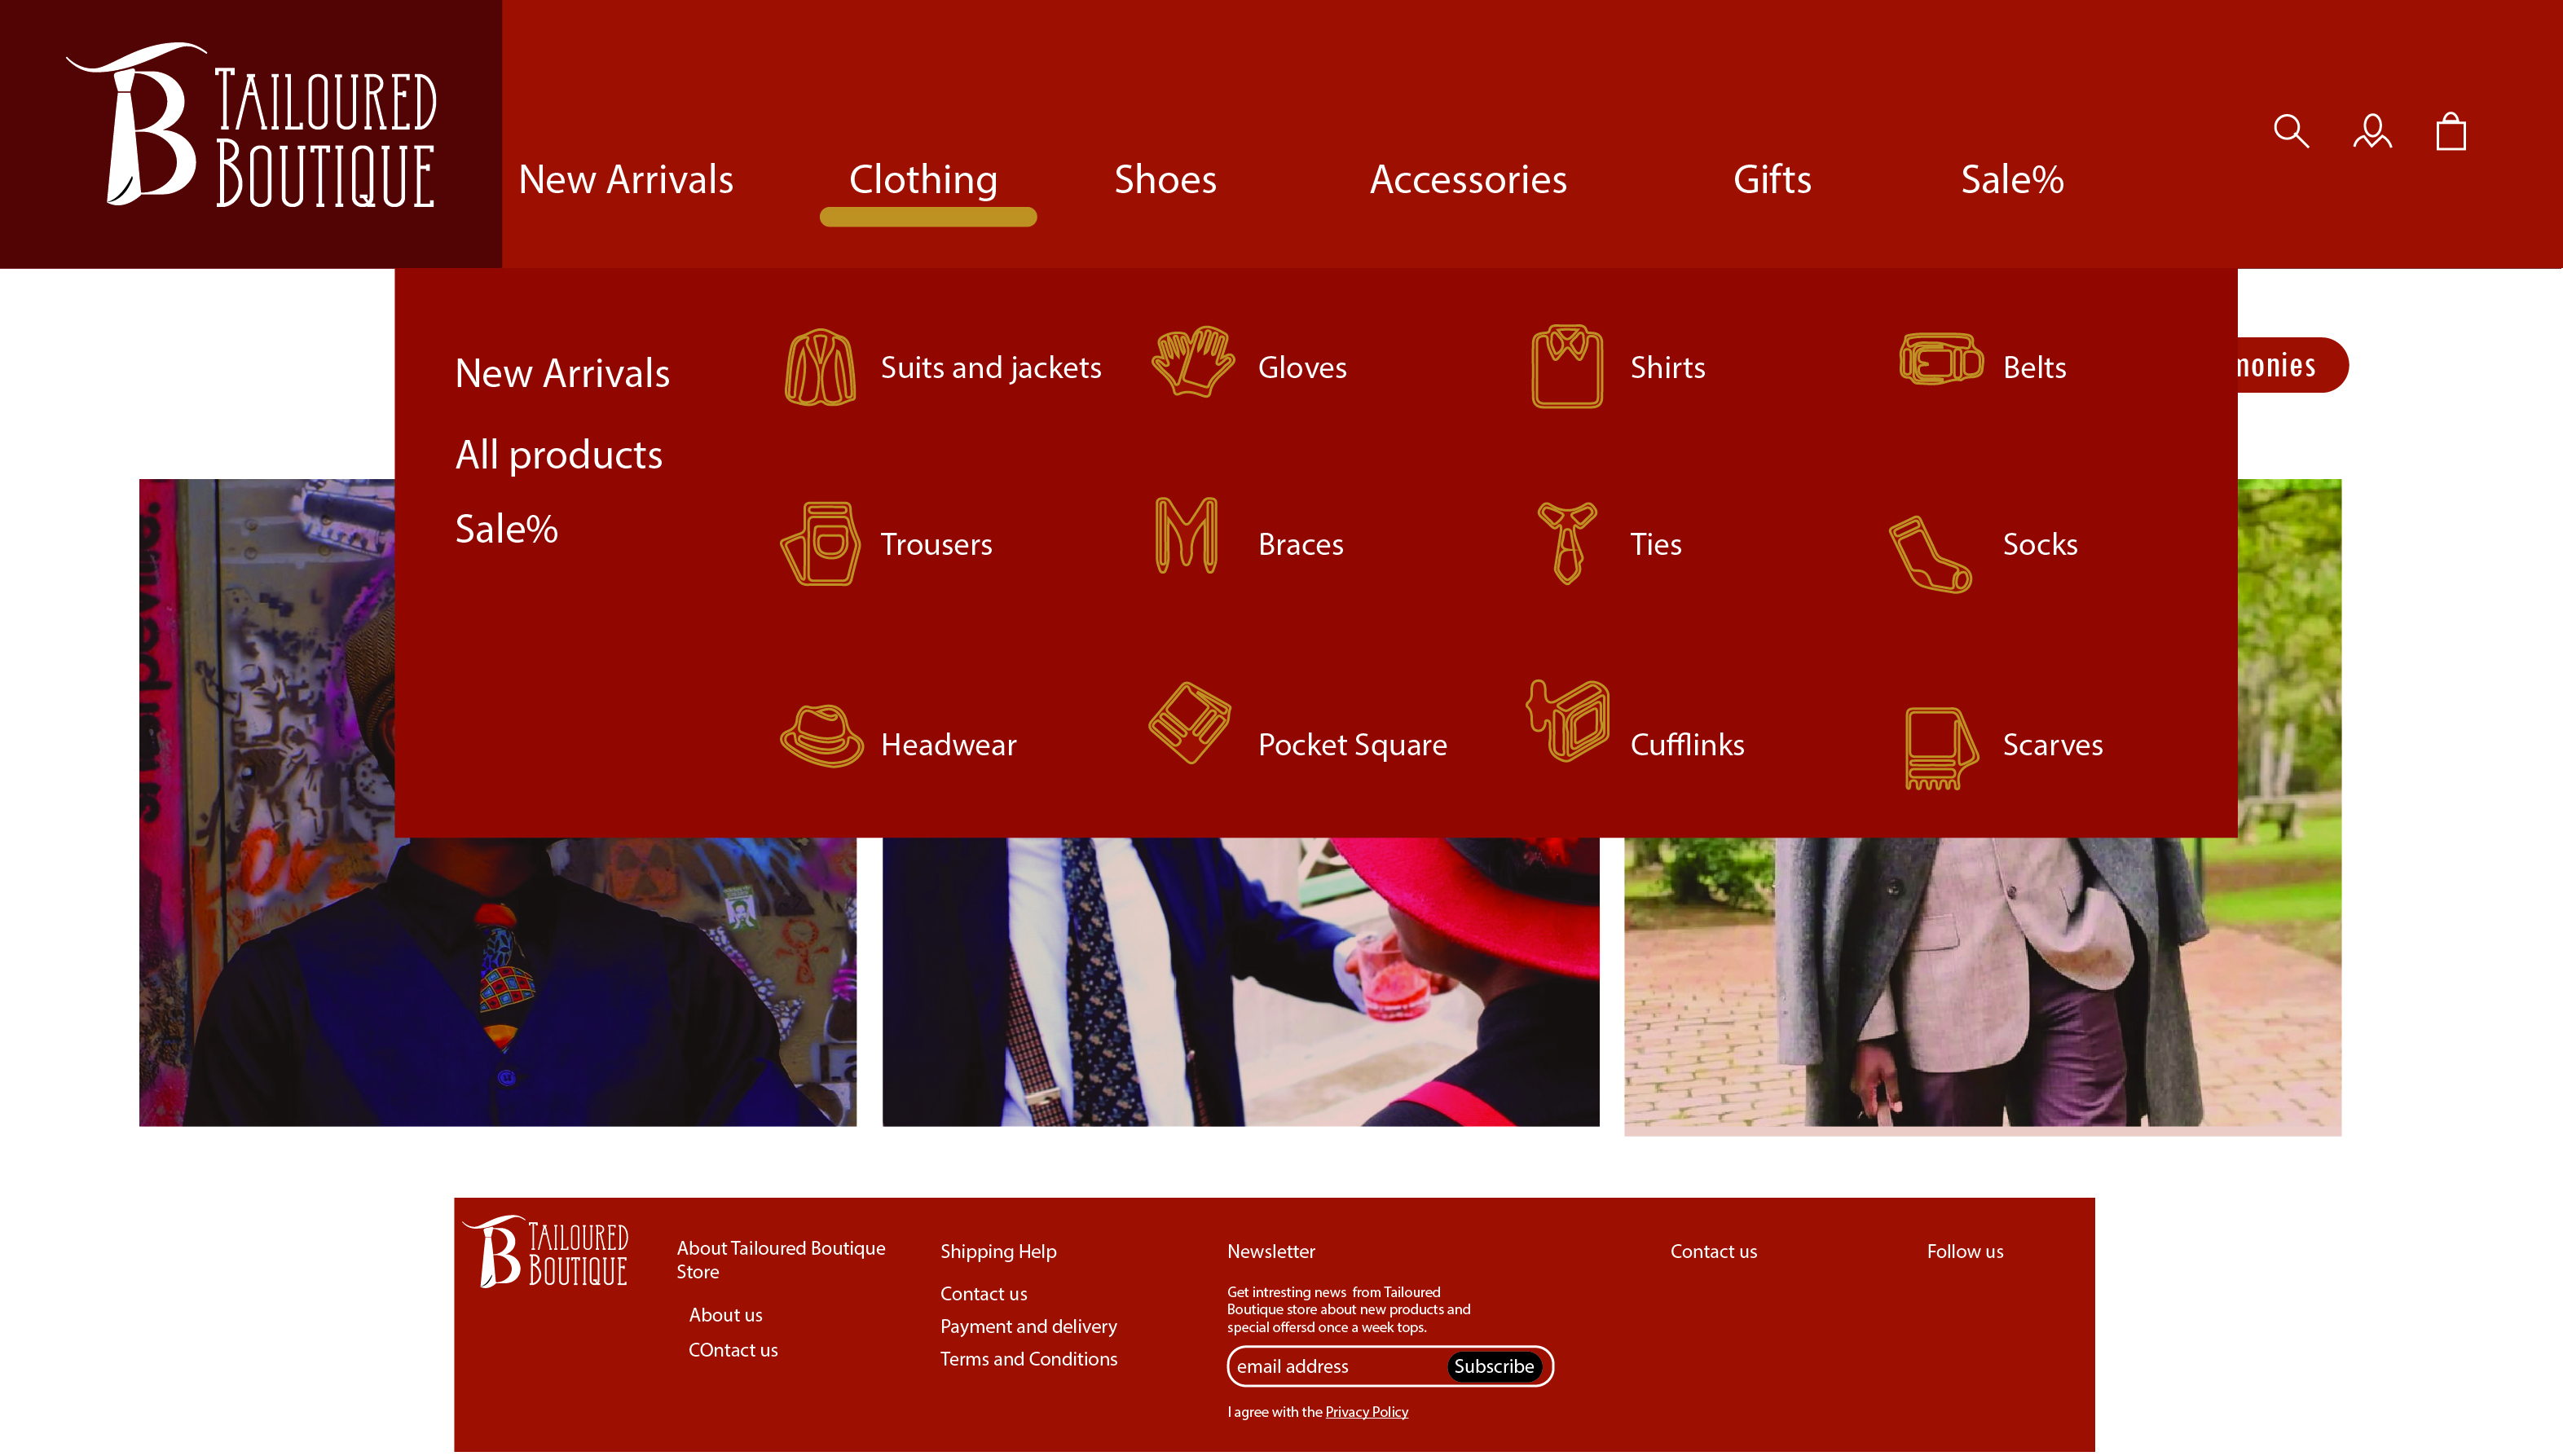 TAILOURED
BOUTIQUE
New Arrivals
Clothing
Shoes
Accessories
Gifts
Sale%
New Arrivals
All products
Sale%
Suits and jackets
Gloves
Shirts
Belts
Trousers
Braces
Ties
Socks
Headwear
Pocket Square
Cufflinks
Scarves
monies
TAILOURED
BOUTIQUE
About Tailoured Boutique
Store
About us
COntact us
Shipping Help
Contact us
Payment and delivery
Terms and Conditions
Newsletter
Get intresting news from Tailoured
Boutique store about new products and
special offersd once a week tops.
email address
Subscribe
I agree with the Privacy Policy
Contact us
Follow us